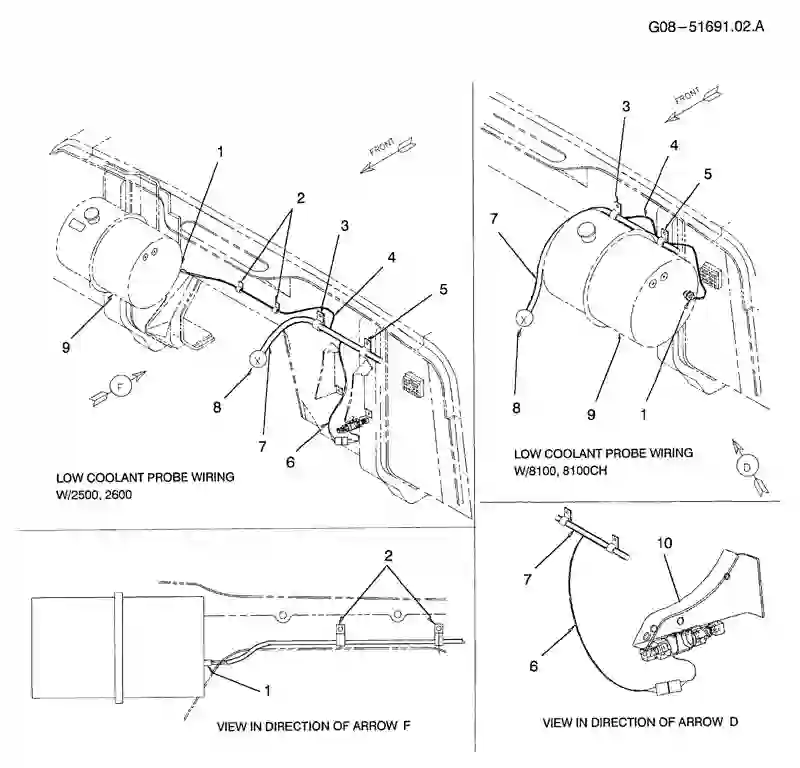 G08-51691.02.A
FRONT
1
2
3
4
5
9
F
X
8
7
6
LOW COOLANT PROBE WIRING
W/2500, 2600
FRONT
3
4
5
7
X
8
9
1
LOW COOLANT PROBE WIRING
W/8100, 8100CH
D
2
1
VIEW IN DIRECTION OF ARROW F
7
10
6
VIEW IN DIRECTION OF ARROW D